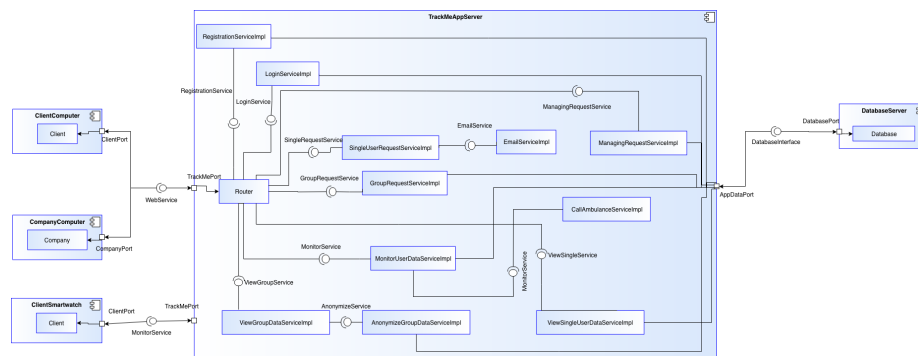 TrackMeAppServer
RegistrationServiceImpl
LoginServiceImpl
RegistrationService
LoginService
ManagingRequestService
ClientComputer
Client
ClientPort
SingleRequestService
SingleUserRequestServiceImpl
EmailService
EmailServiceImpl
ManagingRequestServiceImpl
DatabaseServer
DatabasePort
Database
DatabaseInterface
TrackMePort
Router
GroupRequestService
GroupRequestServiceImpl
AppDataPort
WebService
CallAmbulanceServiceImpl
CompanyComputer
Company
CompanyPort
MonitorService
MonitorUserDataServiceImpl
MonitorService
ViewSingleService
ViewGroupService
ClientSmartwatch
Client
ClientPort
TrackMePort
MonitorService
AnonymizeService
ViewGroupDataServiceImpl
AnonymizeGroupDataServiceImpl
ViewSingleUserDataServiceImpl